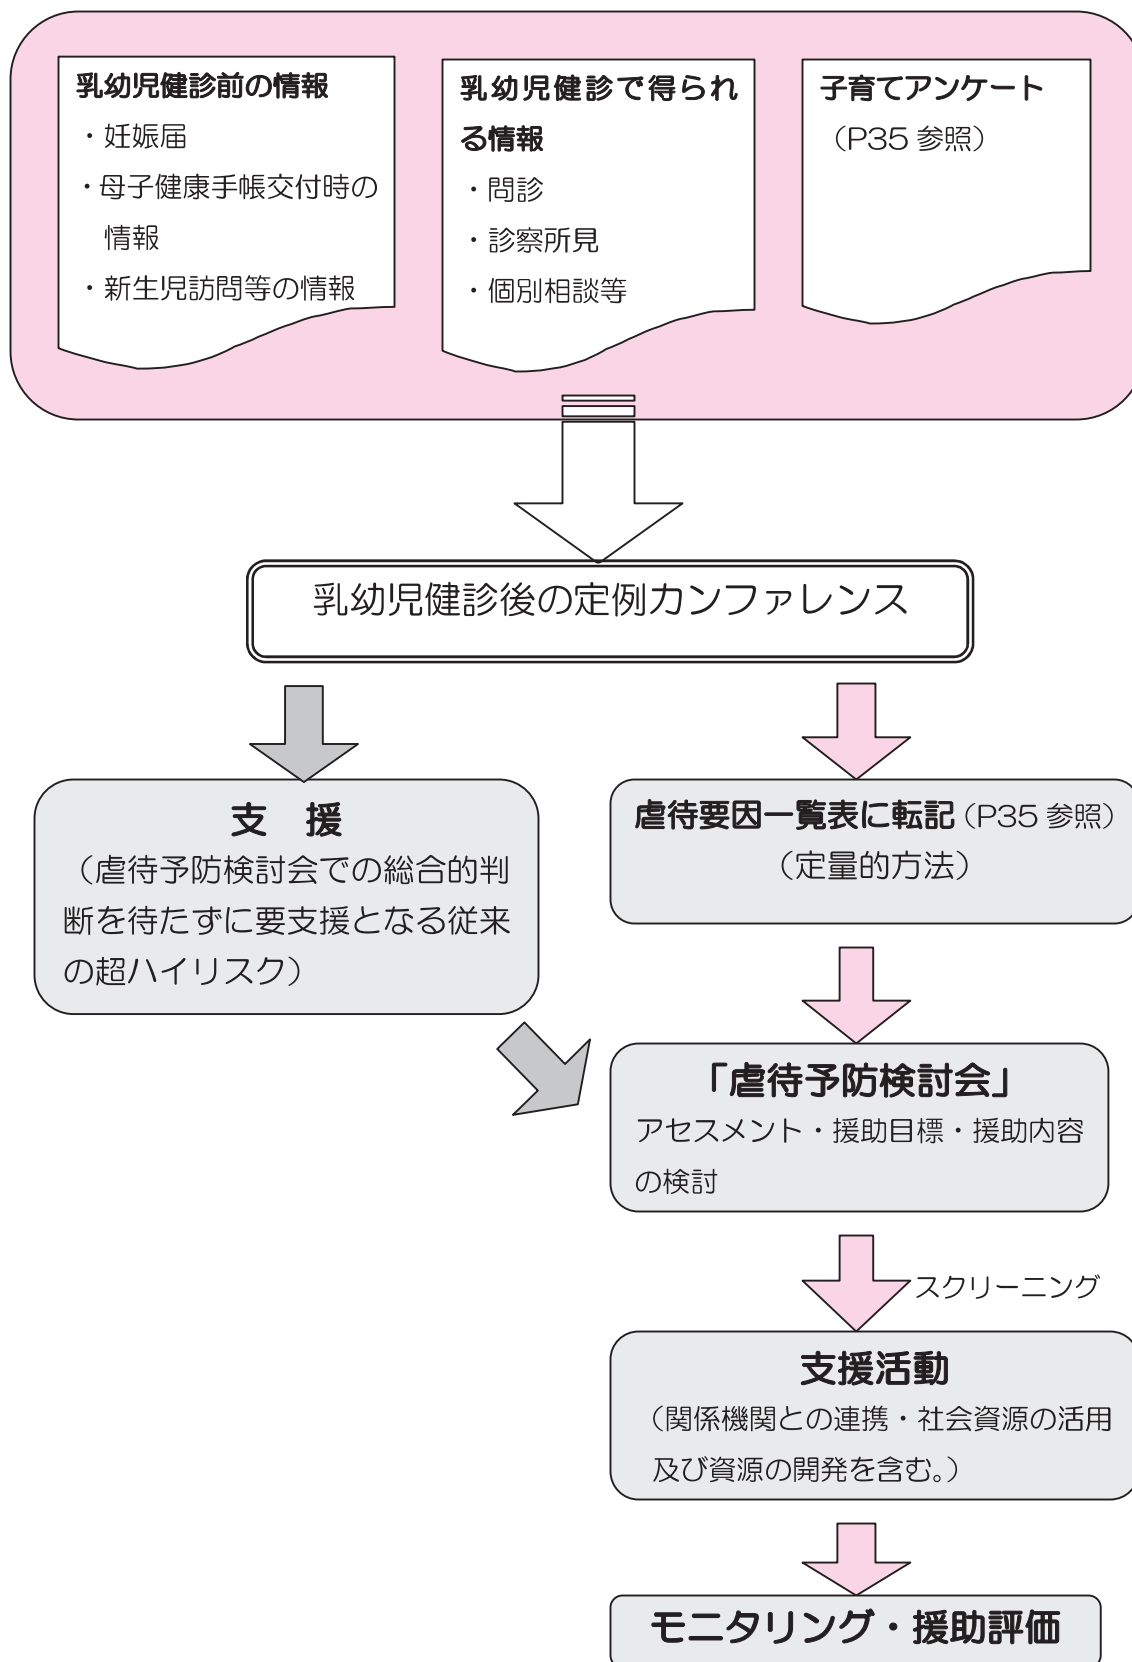 乳幼児健診前の情報
・妊娠届
・母子健康手帳交付時の
情報
・新生児訪問等の情報
乳幼児健診で得られ
る情報
・問診
・診察所見
・個別相談等
子育てアンケート
（P35 参照）
乳幼児健診後の定例カンファレンス
支　援
（虐待予防検討会での総合的判
断を待たずに要支援となる従来
の超ハイリスク）
虐待要因一覧表に転記（P35 参照）
（定量的方法）
「虐待予防検討会」
アセスメント・援助目標・援助内容
の検討
スクリーニング
支援活動
（関係機関との連携・社会資源の活用
及び資源の開発を含む。）
モニタリング・援助評価